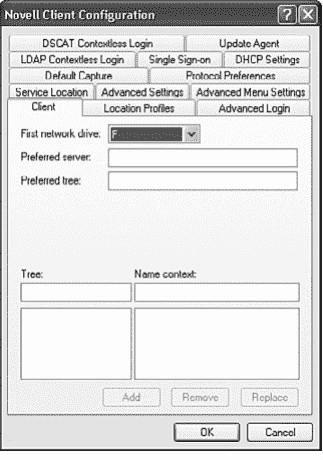 Novell Client Configuration
DSCAT Contextless Login Update Agent
LDAP Contextless Login Single Sign-on DHCP Settings
Default Capture Protocol Preferences
Service Location Advanced Settings Advanced Menu Settings
Client Location Profiles Advanced Login
First network drive: F
Preferred server:
Preferred tree:
Tree: Name context:
Add Remove Replace
OK Cancel